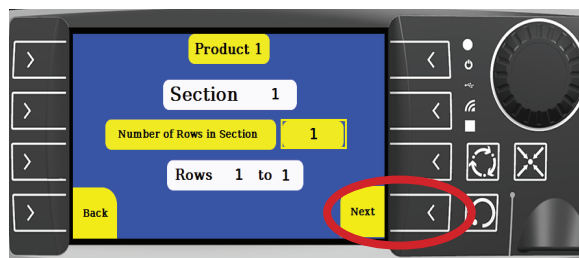 Product 1
Section 1
Number of Rows in Section 1
Rows 1 to 1
Back
Next